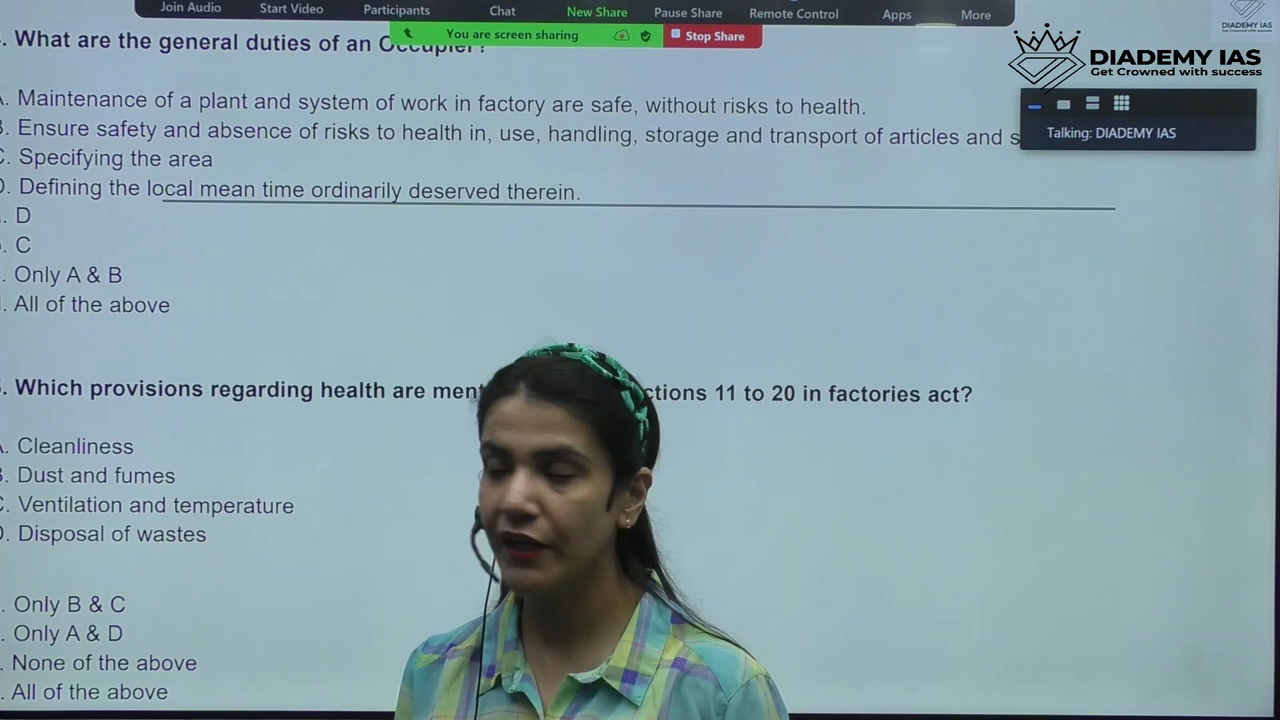 Join Audio Start Video Participants Chat New Share Pause Share Remote Control Apps More
You are screen sharing Stop Share
DIADEMY IAS
DIADEMY IAS
Get Crowned with success
Talking: DIADEMY IAS
. What are the general duties of an Occupier?
. Maintenance of a plant and system of work in factory are safe, without risks to health.
. Ensure safety and absence of risks to health in, use, handling, storage and transport of articles and s
. Specifying the area
. Defining the local mean time ordinarily deserved therein.
. D
. C
. Only A & B
. All of the above
. Which provisions regarding health are men ctions 11 to 20 in factories act?
. Cleanliness
. Dust and fumes
. Ventilation and temperature
. Disposal of wastes
. Only B & C
. Only A & D
. None of the above
. All of the above